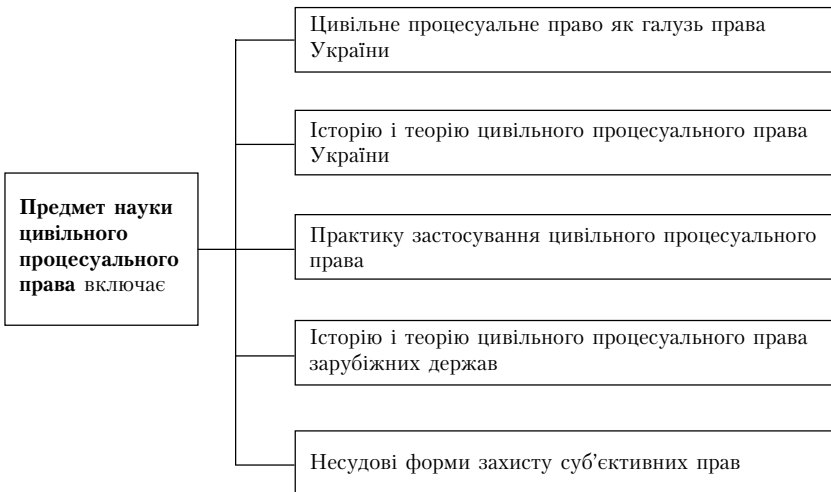 Цивільне процесуальне право як галузь права
України
Історію і теорію цивільного процесуального права
України
Предмет науки
цивільного
процесуального
права включає
Практику застосування цивільного процесуального
права
Історію і теорію цивільного процесуального права
зарубіжних держав
Несудові форми захисту суб’єктивних прав